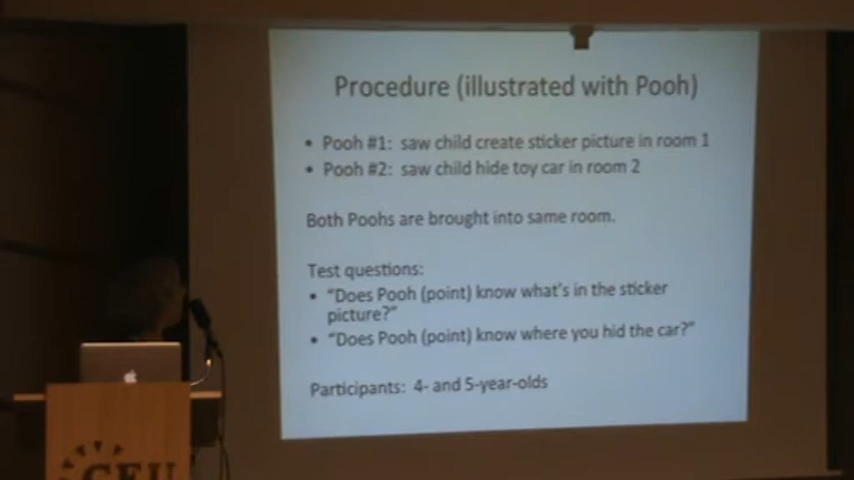 Procedure (illustrated with Pooh)
• Pooh #1: saw child create sticker picture in room 1
• Pooh #2: saw child hide toy car in room 2
Both Poohs are brought into same room.
Test questions:
• "Does Pooh (point) know what's in the sticker
picture?"
• "Does Pooh (point) know where you hid the car?"
Participants: 4- and 5-year-olds
CEU